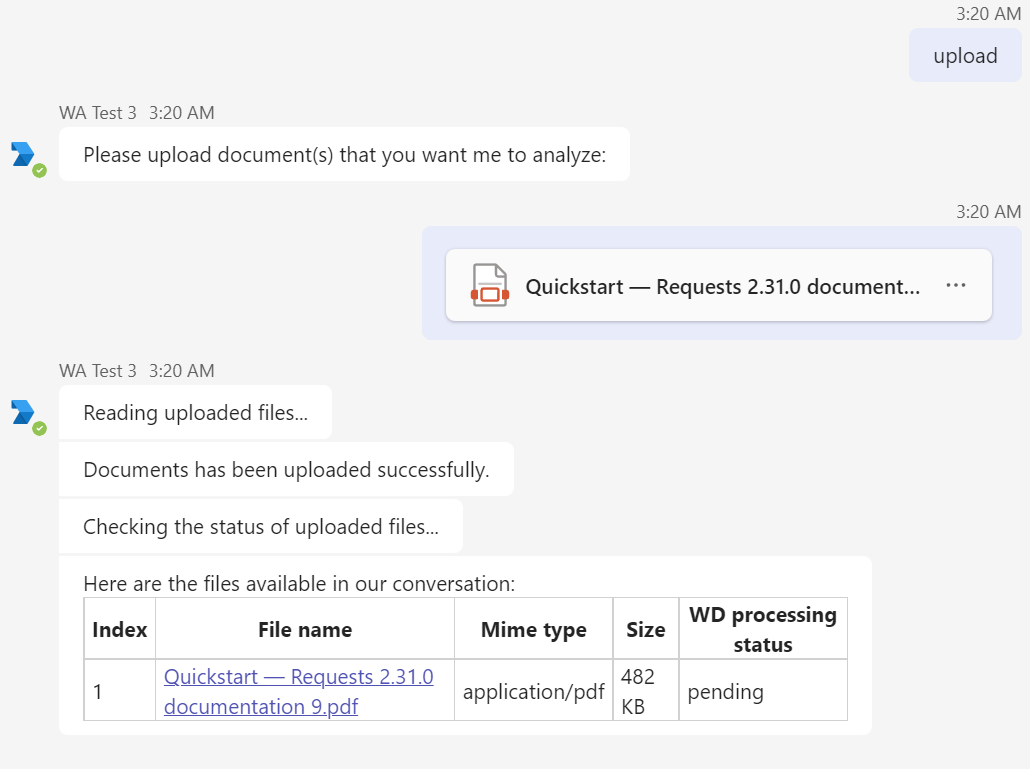 3:20 AM
upload
WA Test 3 3:20 AM
Please upload document(s) that you want me to analyze:
3:20 AM
Quickstart — Requests 2.31.0 document...
WA Test 3 3:20 AM
Reading uploaded files...
Documents has been uploaded successfully.
Checking the status of uploaded files...
Here are the files available in our conversation:
Index File name Mime type Size WD processing
status
1 Quickstart — Requests 2.31.0
documentation 9.pdf application/pdf 482
KB pending